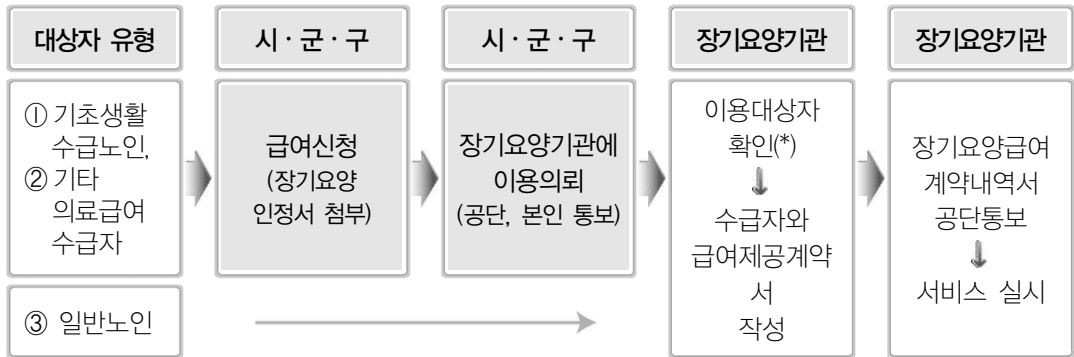 대상자 유형
시 · 군 · 구
시 · 군 · 구
장기요양기관
장기요양기관
① 기초생활
수급노인,
② 기타
의료급여
수급자
급여신청
(장기요양
인정서 첨부)
장기요양기관에
이용의뢰
(공단, 본인 통보)
이용대상자
확인(*)
⇓
수급자와
급여제공계약
서
작성
장기요양급여
계약내역서
공단통보
⇓
서비스 실시
③ 일반노인